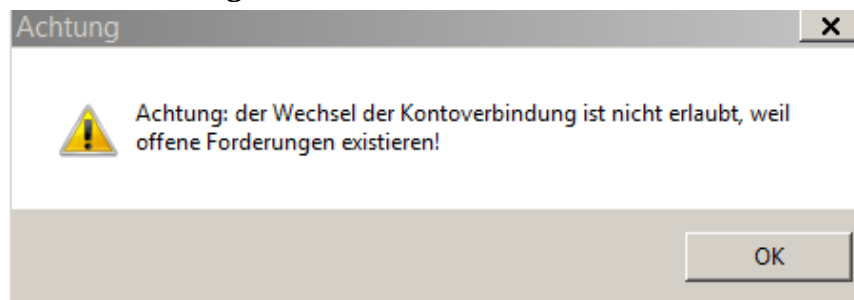 Achtung
Achtung: der Wechsel der Kontoverbindung ist nicht erlaubt, weil
offene Forderungen existieren!
OK